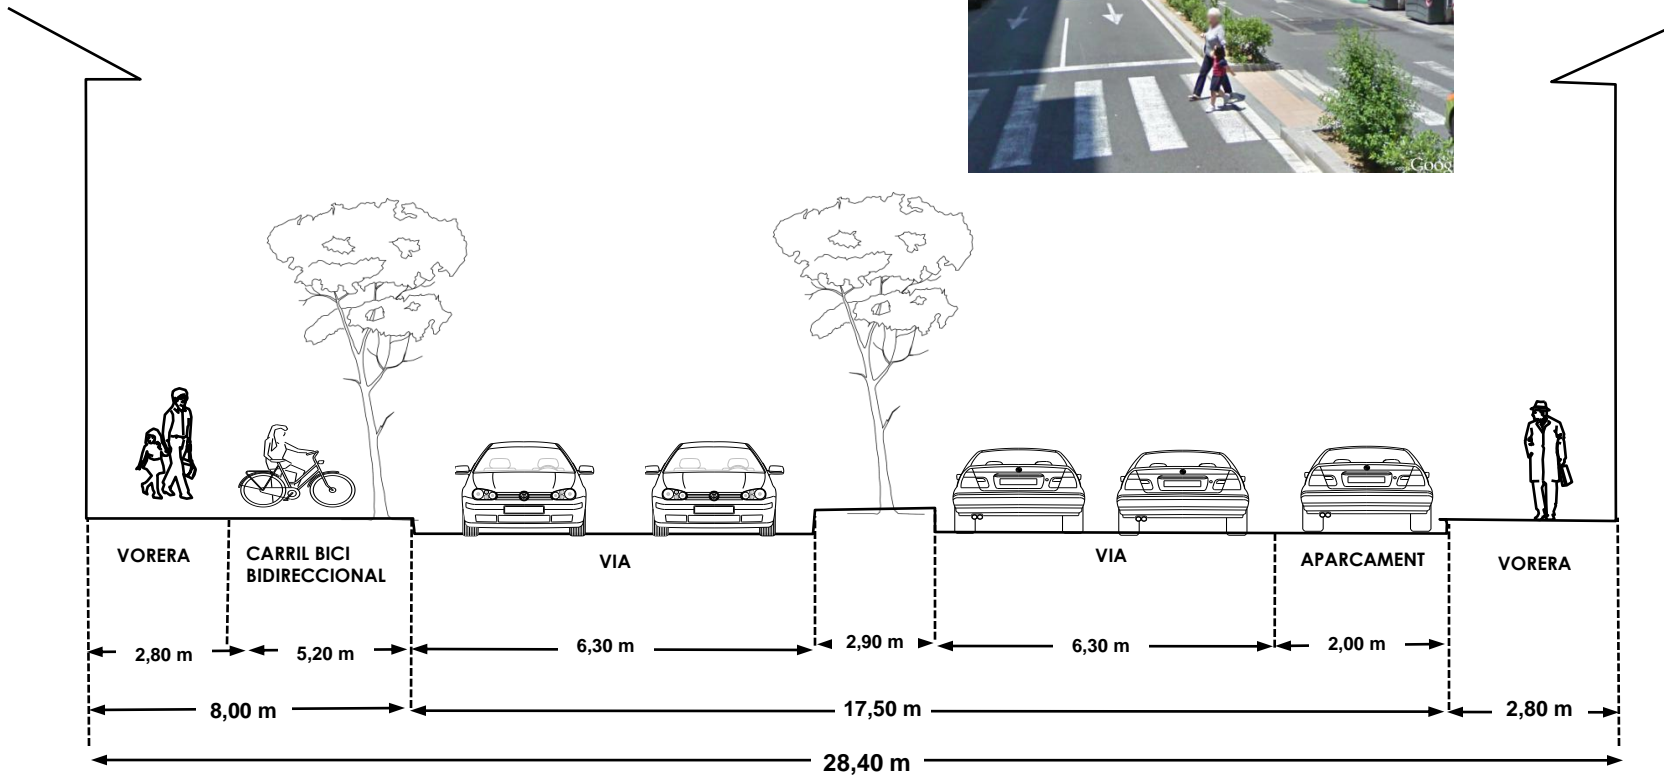 Goog
VORERA
CARRIL BICI
BIDIRECCIONAL
VIA
VIA
APARCAMENT
VORERA
2,80 m
5,20 m
6,30 m
2,90 m
6,30 m
2,00 m
8,00 m
17,50 m
2,80 m
28,40 m